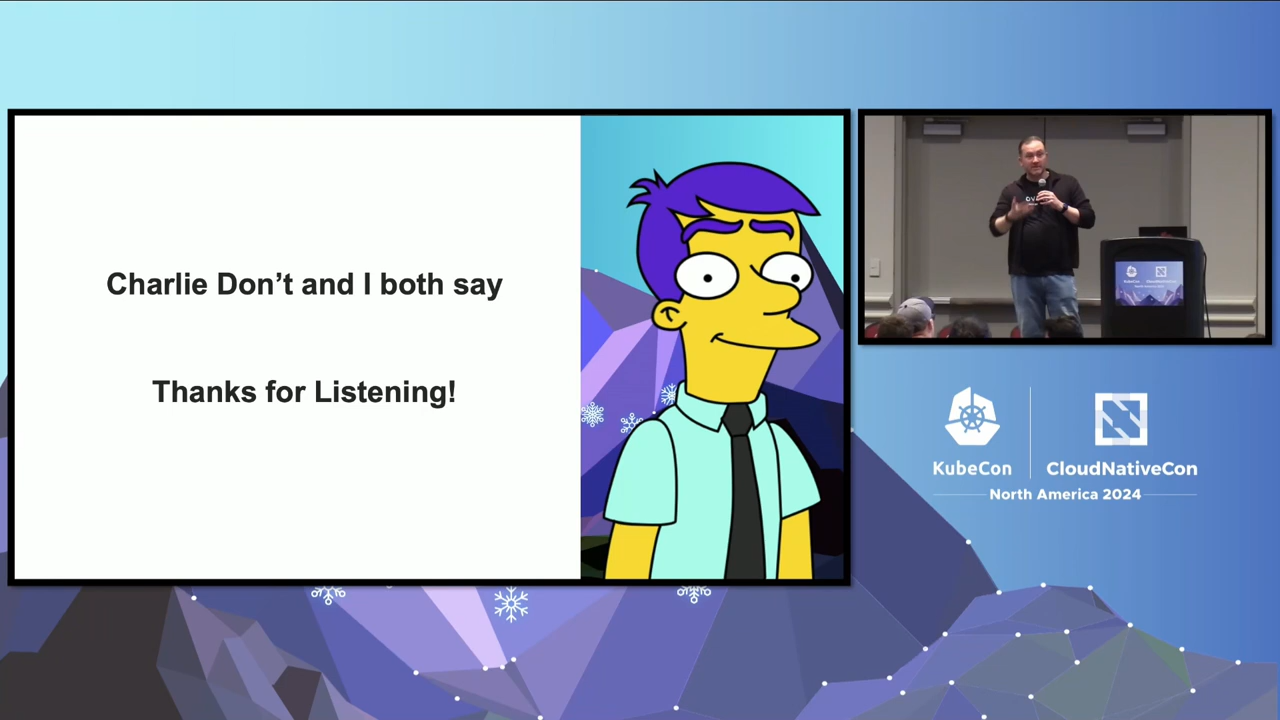 Charlie Don't and I both say
Thanks for Listening!
KubeCon
CloudNativeCon
North America 2024